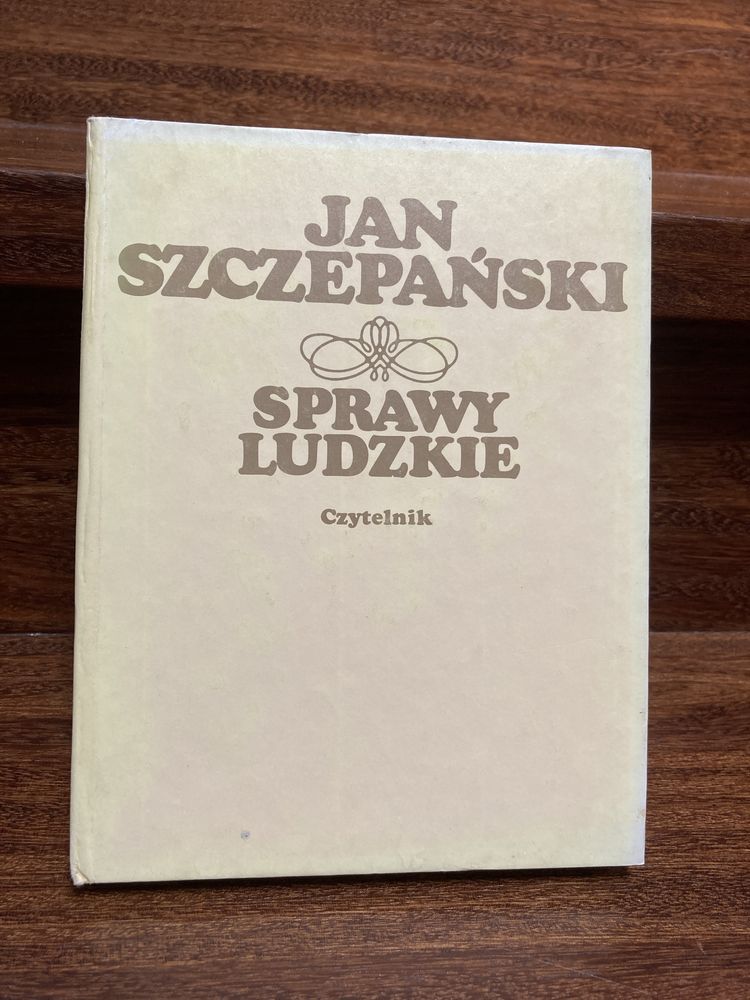 JAN
SZCZEPAŃSKI
SPRAWY
LUDZKIE
Czytelnik